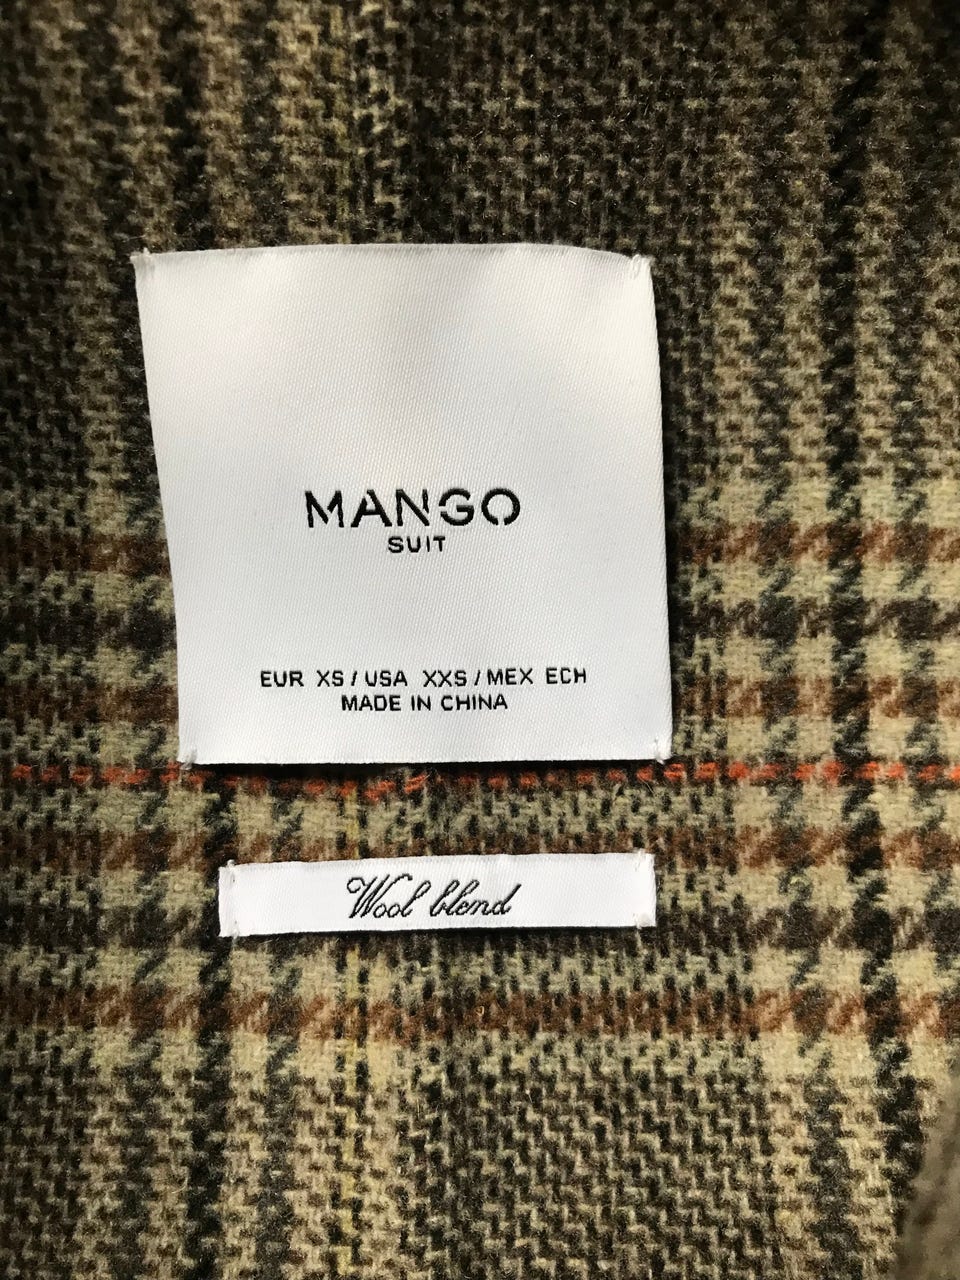 MANGO
SUIT
EUR XS / USA XXS / MEX ECH
MADE IN CHINA
Wool blend